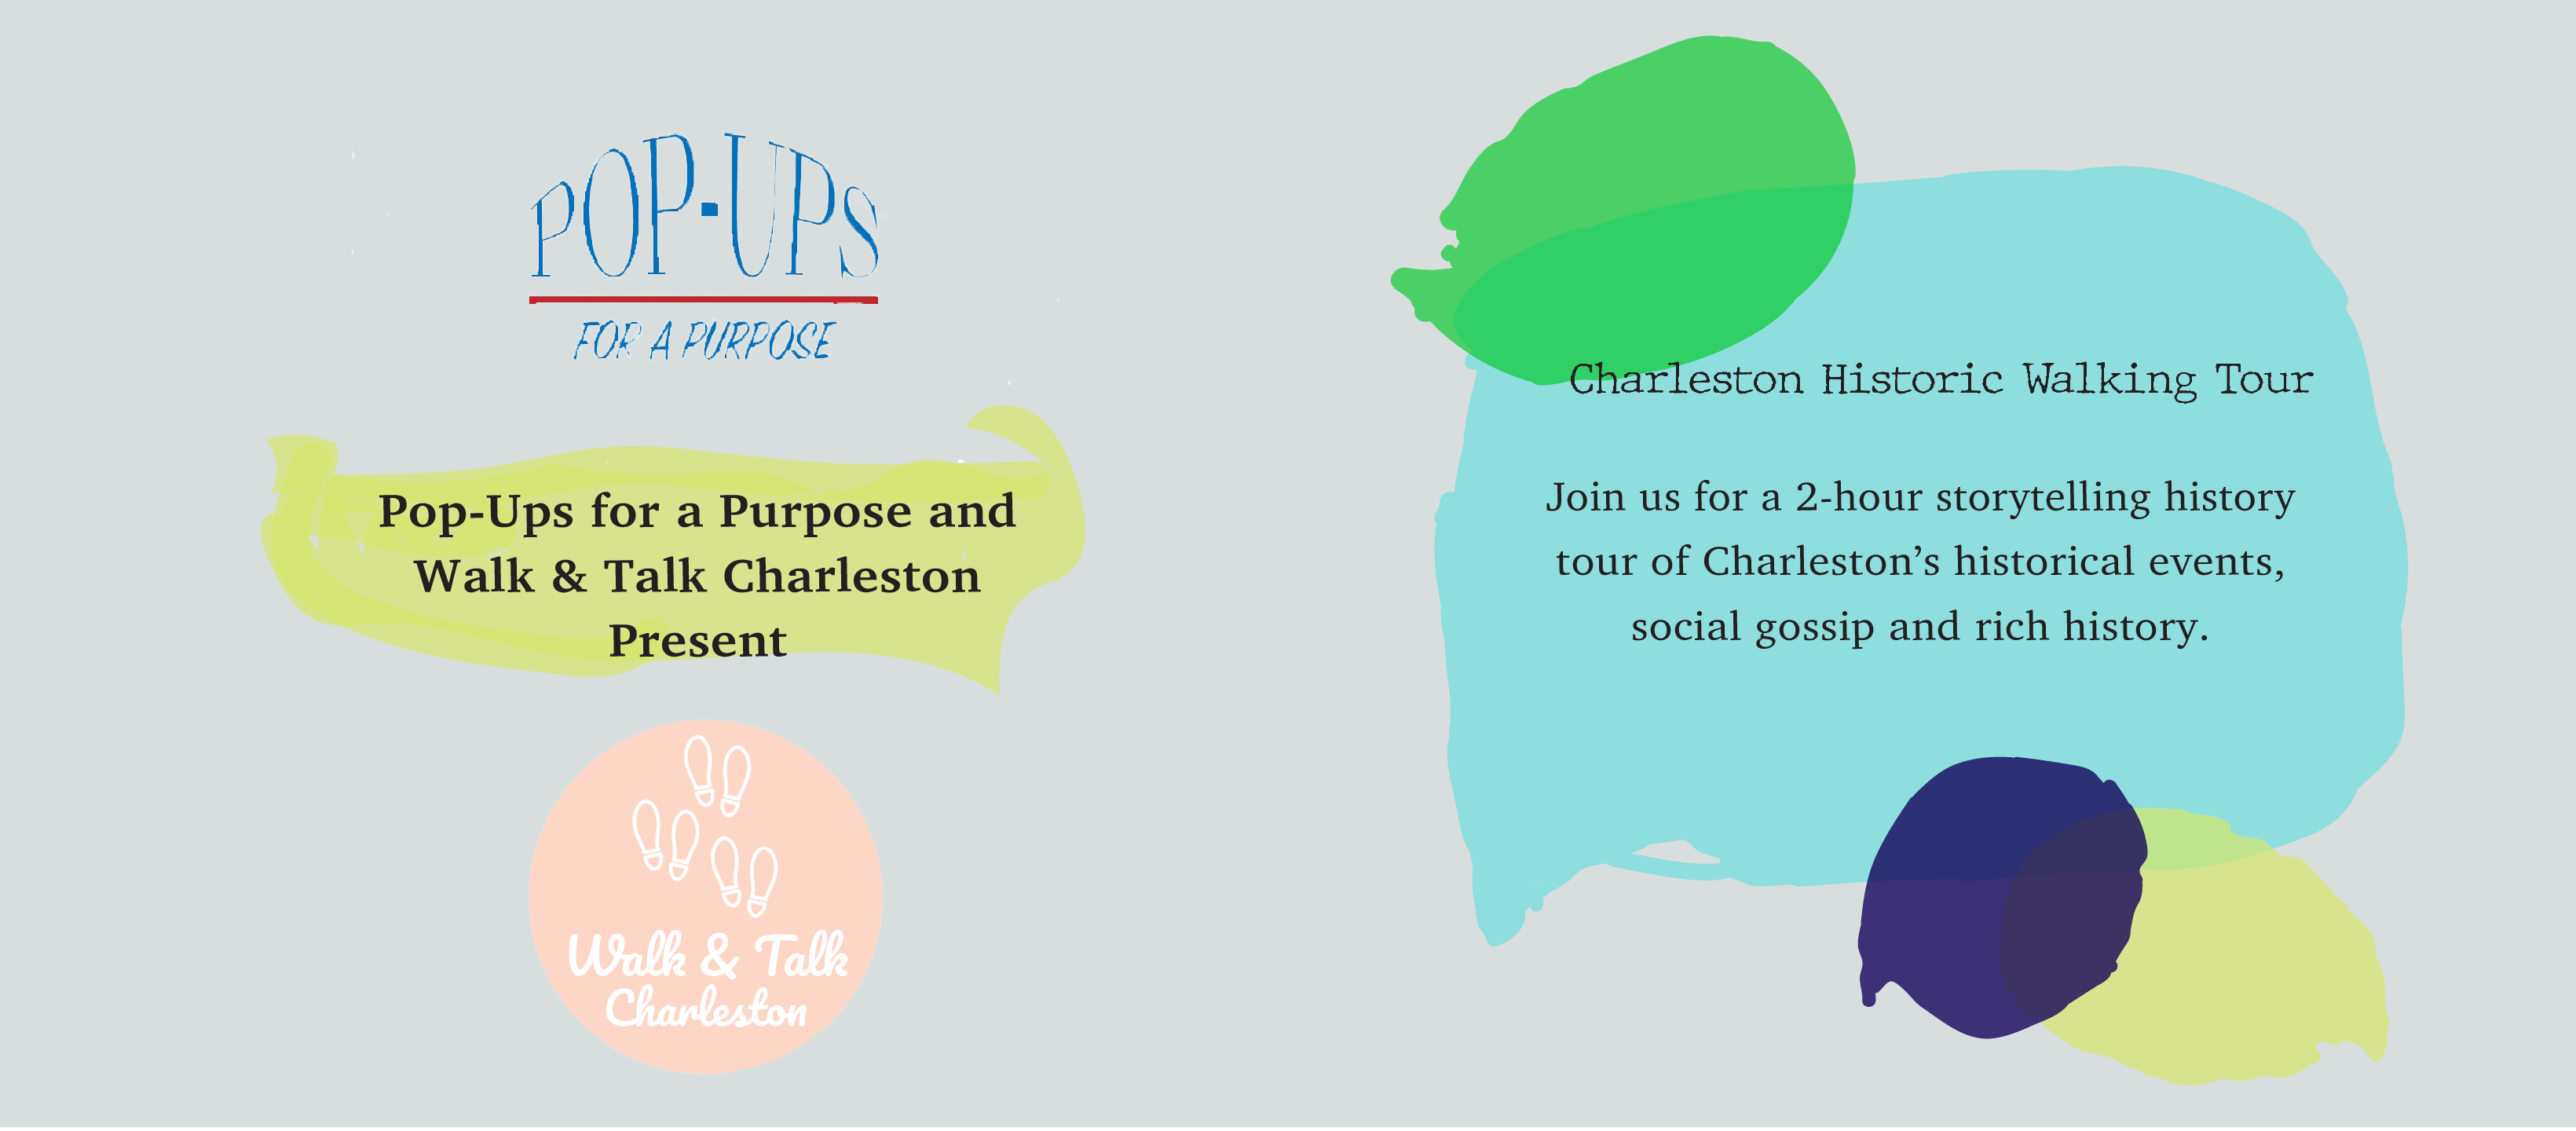 POP-UPS
FOR A PURPOSE
Pop-Ups for a Purpose and
Walk & Talk Charleston
Present
Walk & Talk
Charleston
Charleston Historic Walking Tour
Join us for a 2-hour storytelling history
tour of Charleston’s historical events,
social gossip and rich history.